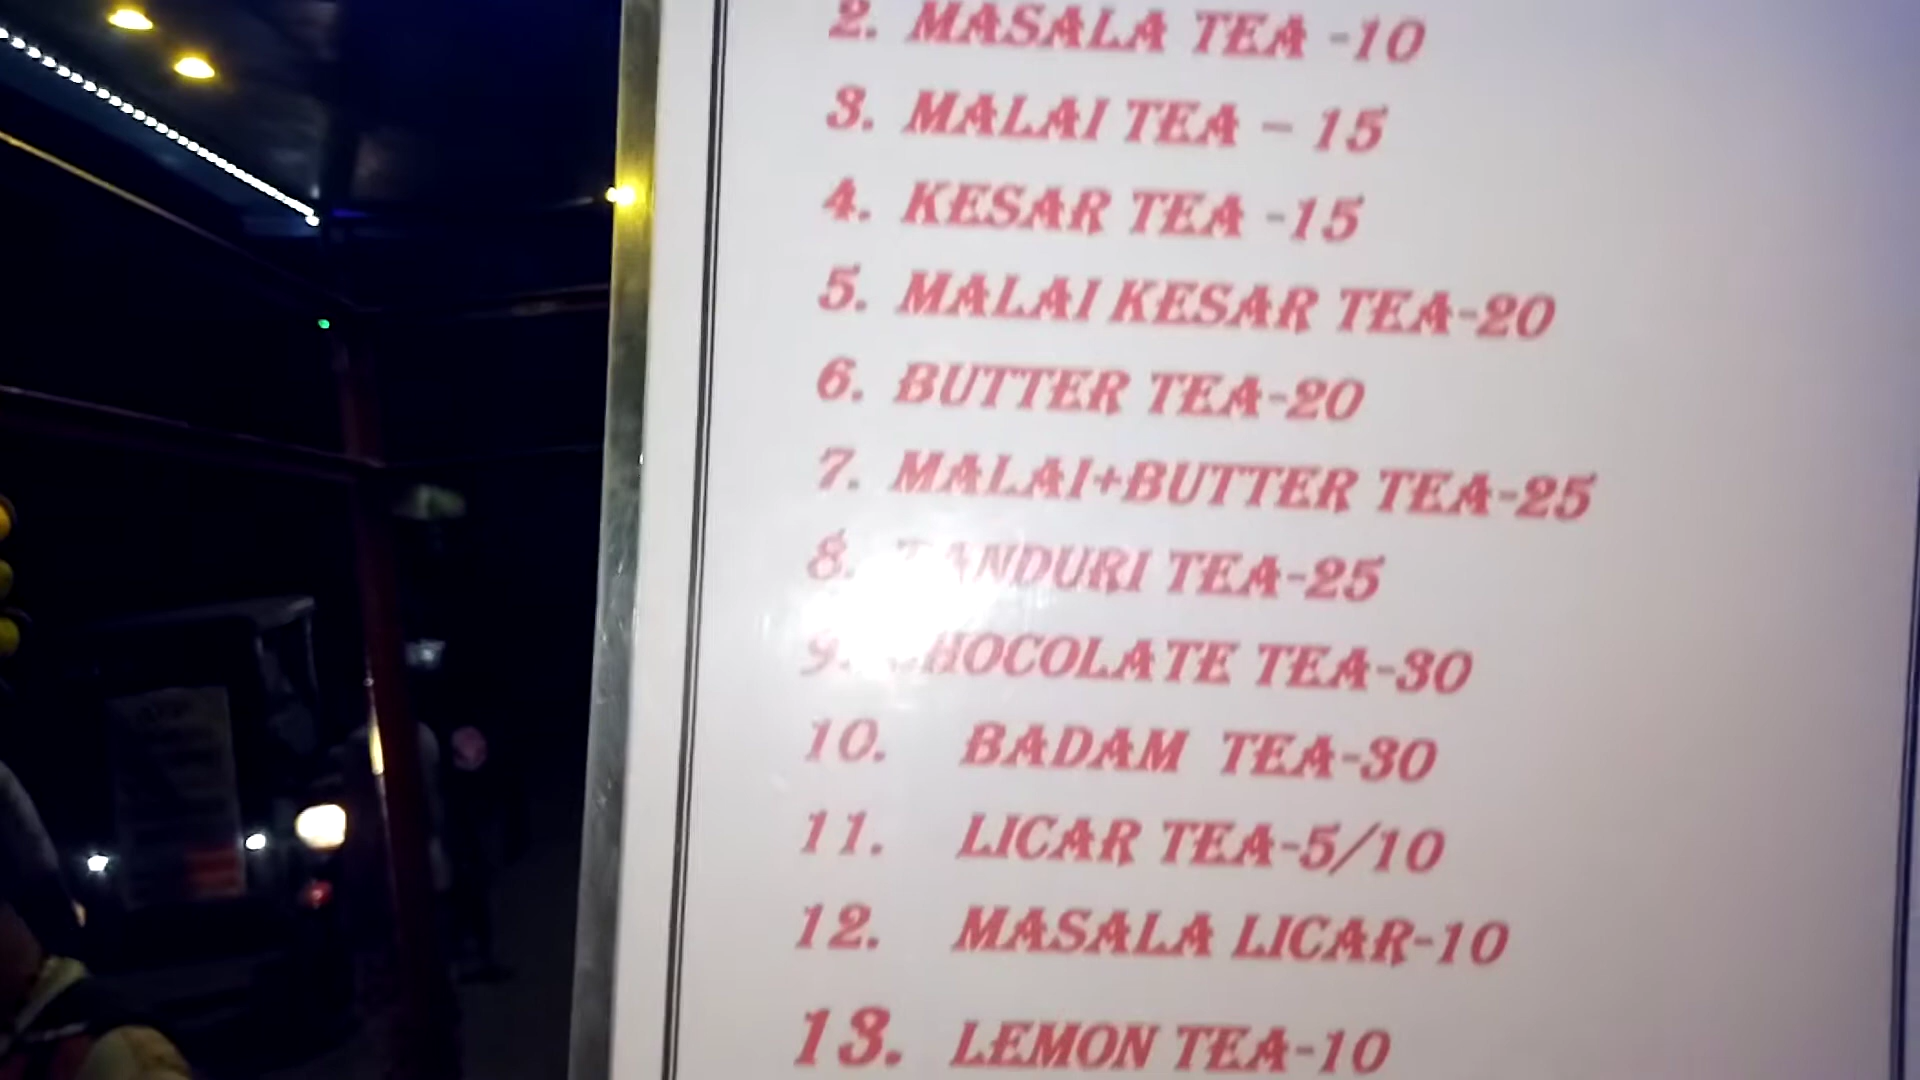 2. MASALA TEA -10
3. MALAI TEA – 15
4. KESAR TEA -15
5. MALAI KESAR TEA-20
6. BUTTER TEA-20
7. MALAI+BUTTER TEA-25
8. TANDURI TEA-25
9. CHOCOLATE TEA-30
10. BADAM TEA-30
11. LICAR TEA-5/10
12. MASALA LICAR-10
13. LEMON TEA-10